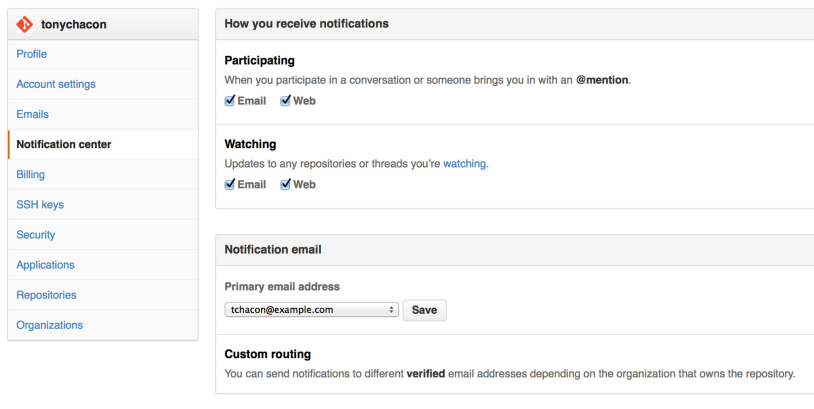 tonychacon
Profile
Account settings
Emails
Notification center
Billing
SSH keys
Security
Applications
Repositories
Organizations
How you receive notifications
Participating
When you participate in a conversation or someone brings you in with an @mention.
Email Web
Watching
Updates to any repositories or threads you're watching.
Email Web
Notification email
Primary email address
tchacon@example.com Save
Custom routing
You can send notifications to different verified email addresses depending on the organization that owns the repository.